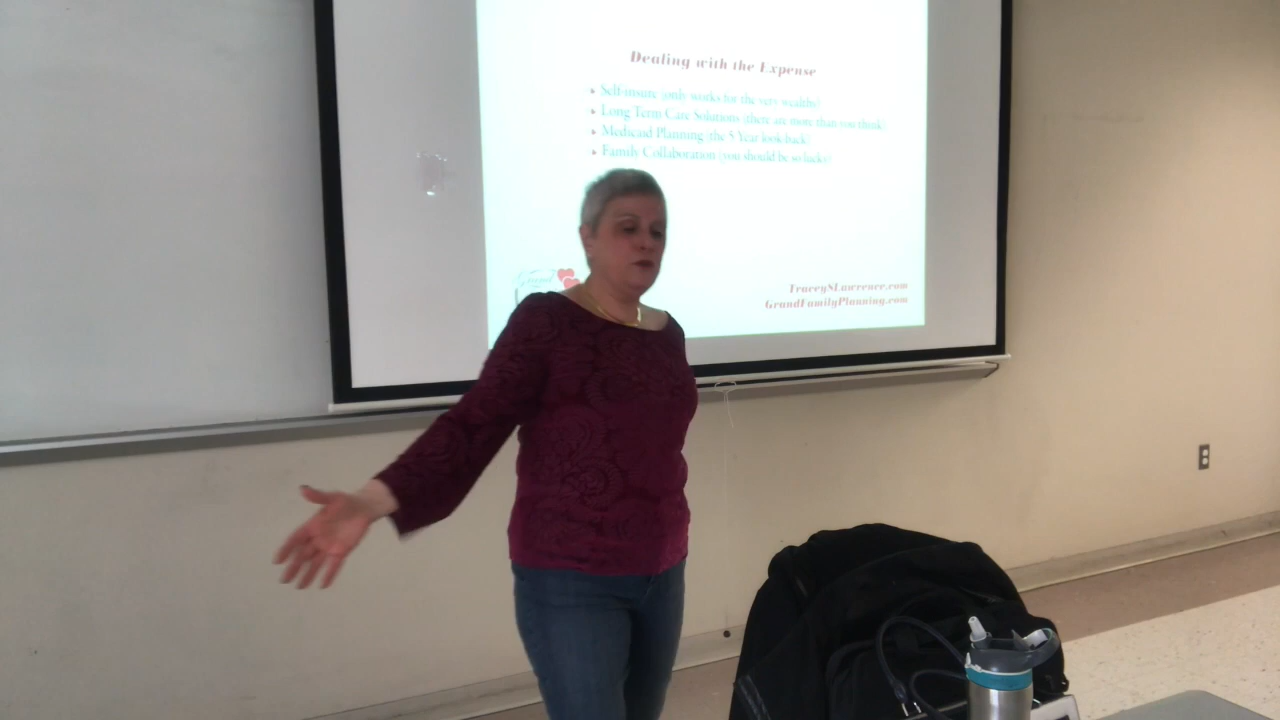 Dealing with the Expense
Self-insure (only works for the very wealthy)
Long Term Care Solutions (there are more than you think)
Medicaid Planning (the 5 Year look back)
Family Collaboration (you should be so lucky)
Grand
TraceySLawrence.com
GrandFamilyPlanning.com